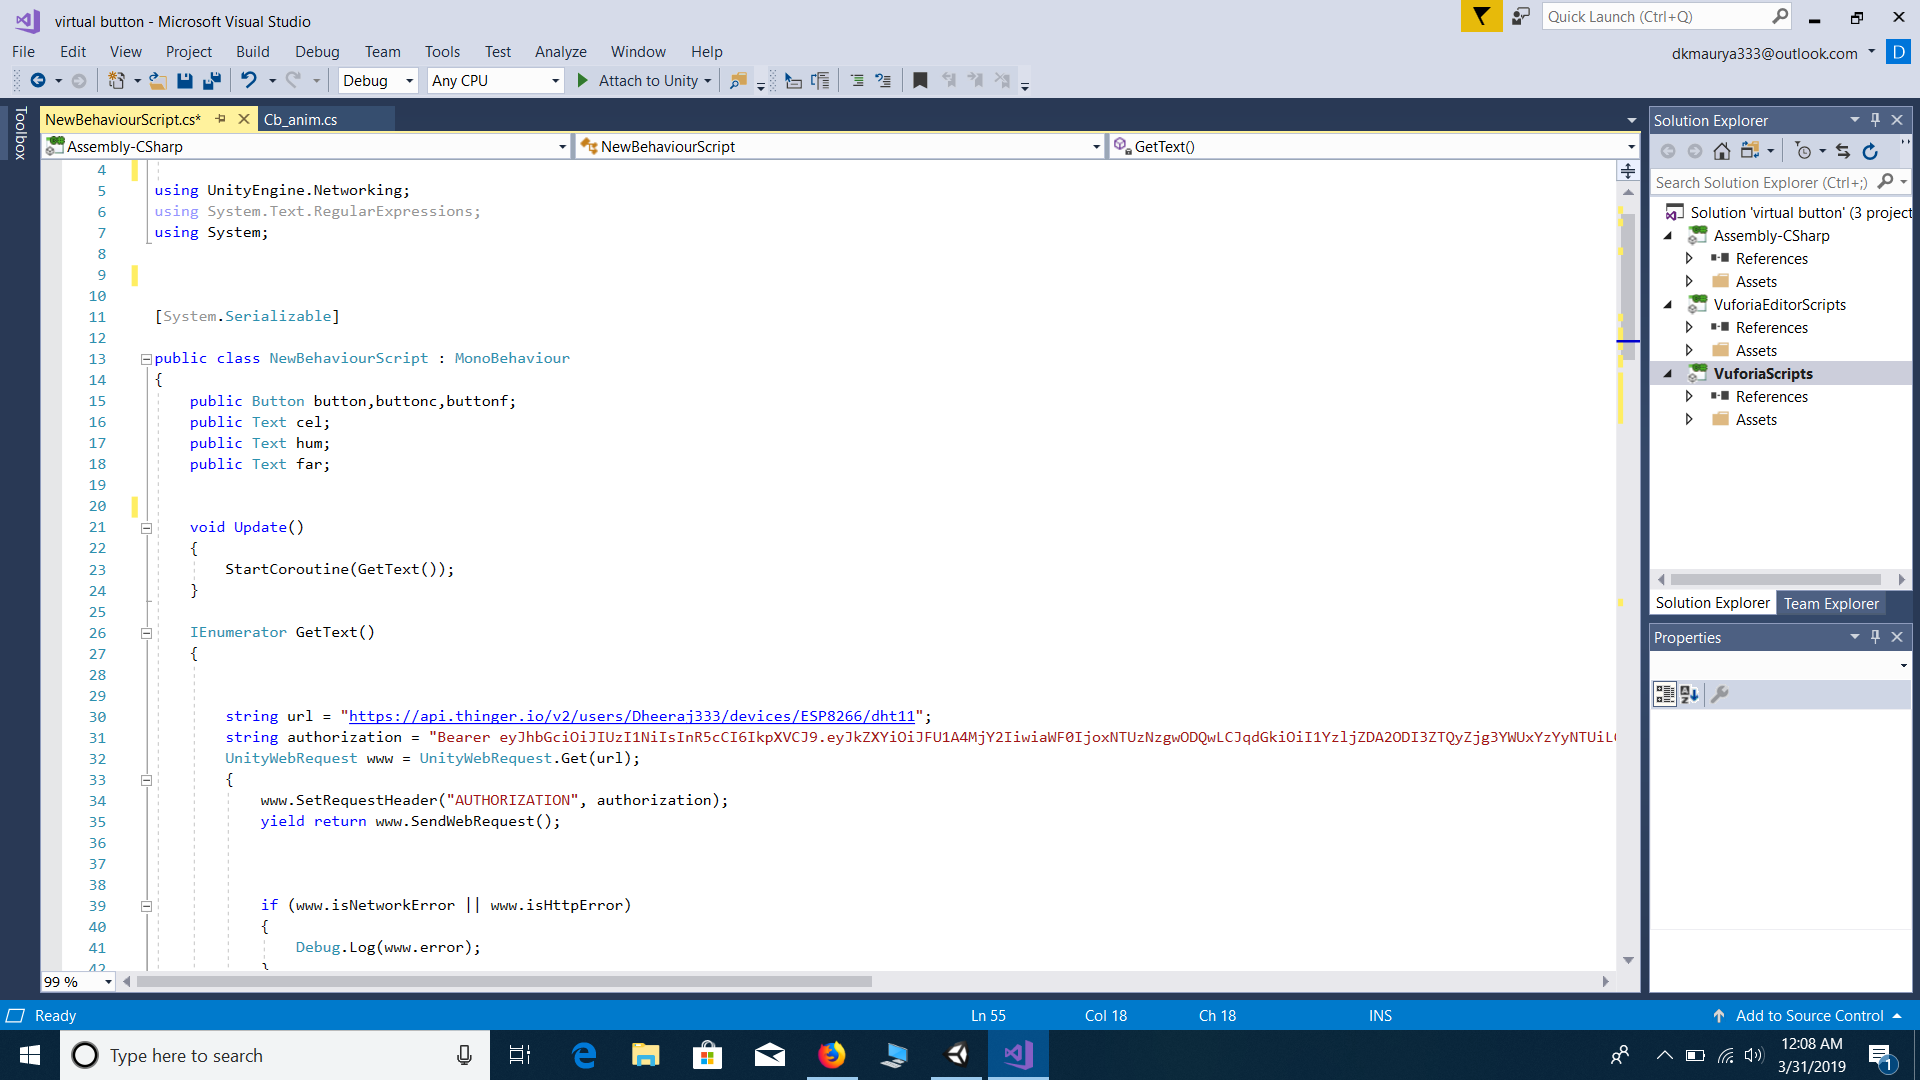 virtual button - Microsoft Visual Studio
Quick Launch (Ctrl+Q)
File Edit View Project Build Debug Team Tools Test Analyze Window Help
dkmaurya333@outlook.com D
Debug Any CPU Attach to Unity
Toolbox
NewBehaviourScript.cs* Cb_anim.cs
Assembly-CSharp NewBehaviourScript GetText()
4
5 using UnityEngine.Networking;
6 using System.Text.RegularExpressions;
7 using System;
8
9
10
11 [System.Serializable]
12
13 public class NewBehaviourScript : MonoBehaviour
14 {
15 public Button button,buttonc,buttonf;
16 public Text cel;
17 public Text hum;
18 public Text far;
19
20
21 void Update()
22 {
23 StartCoroutine(GetText());
24 }
25
26 IEnumerator GetText()
27 {
28
29
30 string url = "https://api.thinger.io/v2/users/Dheeraj333/devices/ESP8266/dht11";
31 string authorization = "Bearer eyJhbGciOiJIUzI1NiIsInR5cCI6IkpXVCJ9.eyJkZXYiOiJFU1A4MjY2IiwiaWF0IjoxNTUzNzgwODQwLCJqdGkiOiI1YzljZDA2ODI3ZTQyZjg3YWUxYzYyNTUiL
32 UnityWebRequest www = UnityWebRequest.Get(url);
33 {
34 www.SetRequestHeader("AUTHORIZATION", authorization);
35 yield return www.SendWebRequest();
36
37
38
39 if (www.isNetworkError || www.isHttpError)
40 {
41 Debug.Log(www.error);
42 }
99 %
Solution Explorer
Search Solution Explorer (Ctrl+;)
Solution 'virtual button' (3 project
Assembly-CSharp
References
Assets
VuforiaEditorScripts
References
Assets
VuforiaScripts
References
Assets
Solution Explorer Team Explorer
Properties
Ready Ln 55 Col 18 Ch 18 INS Add to Source Control
Type here to search
12:08 AM
3/31/2019
1